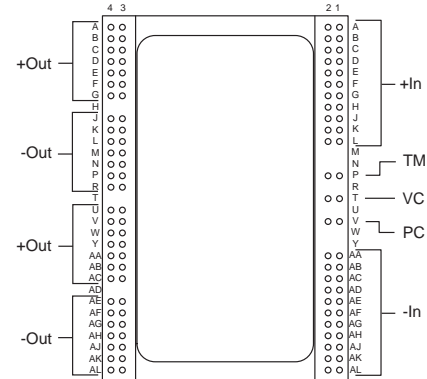 4 3 2 1
A A
B B
+Out C C
D D
E E
F F +In
G G
H H
J J
K K
-Out L L
M M
N N
P P TM
R R
T T VC
U U
V V PC
+Out W W
Y Y
AA AA
AB AB
AC AC
AD AD
AE AE
AF AF -In
-Out AG AG
AH AH
AJ AJ
AK AK
AL AL